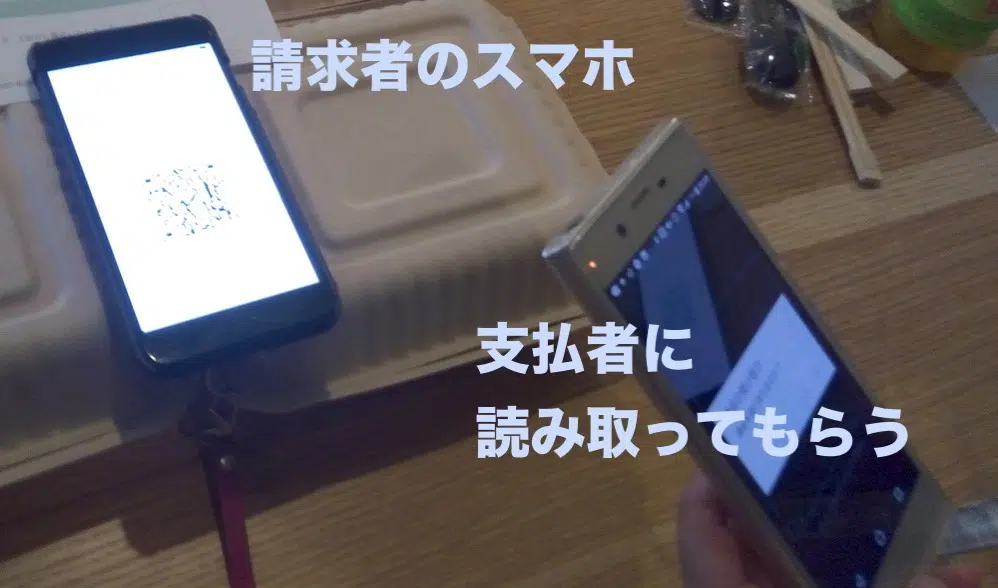 請求者のスマホ
支払者に
読み取ってもらう